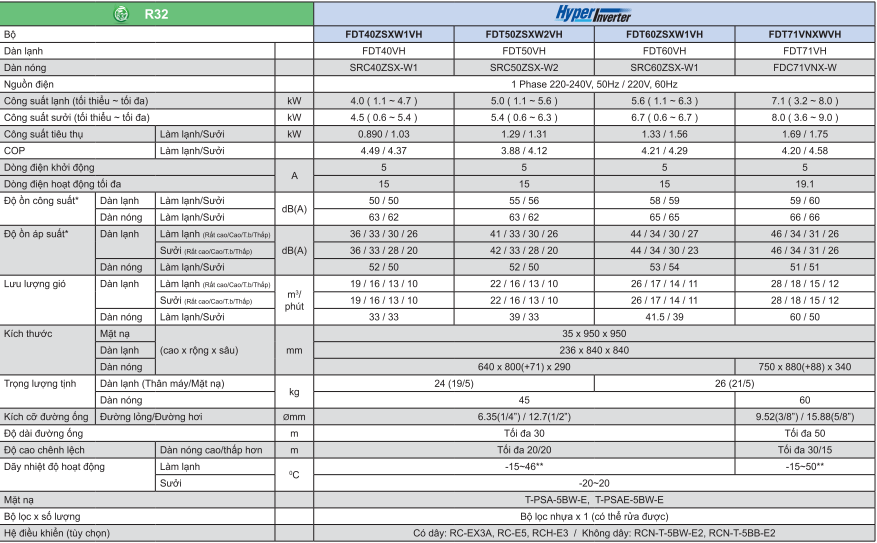 R32 Hyper Inverter
Bộ FDT40ZSXW1VH FDT50ZSXW2VH FDT60ZSXW1VH FDT71VNXWVH
Dàn lạnh FDT40VH FDT50VH FDT60VH FDT71VH
Dàn nóng SRC40ZSX-W1 SRC50ZSX-W2 SRC60ZSX-W1 FDC71VNX-W
Nguồn điện 1 Phase 220-240V, 50Hz / 220V, 60Hz
Công suất lạnh (tối thiểu ~ tối đa) kW 4.0 ( 1.1 ~ 4.7 ) 5.0 ( 1.1 ~ 5.6 ) 5.6 ( 1.1 ~ 6.3 ) 7.1 ( 3.2 ~ 8.0 )
Công suất sưởi (tối thiểu ~ tối đa) kW 4.5 ( 0.6 ~ 5.4 ) 5.4 ( 0.6 ~ 6.3 ) 6.7 ( 0.6 ~ 6.7 ) 8.0 ( 3.6 ~ 9.0 )
Công suất tiêu thụ Làm lạnh/Sưởi kW 0.890 / 1.03 1.29 / 1.31 1.33 / 1.56 1.69 / 1.75
COP Làm lạnh/Sưởi 4.49 / 4.37 3.88 / 4.12 4.21 / 4.29 4.20 / 4.58
Dòng điện khởi động A 5 5 5 5
Dòng điện hoạt động tối đa 15 15 15 19.1
Độ ồn công suất* Dàn lạnh Làm lạnh/Sưởi dB(A) 50 / 50 55 / 56 58 / 59 59 / 60
Dàn nóng Làm lạnh/Sưởi 63 / 62 63 / 62 65 / 65 66 / 66
Độ ồn áp suất* Dàn lạnh Làm lạnh (Rất cao/Cao/T.b/Thấp) dB(A) 36 / 33 / 30 / 26 41 / 33 / 30 / 26 44 / 34 / 30 / 27 46 / 34 / 31 / 26
Sưởi (Rất cao/Cao/T.b/Thấp) 36 / 33 / 28 / 20 42 / 33 / 28 / 20 44 / 34 / 30 / 23 46 / 34 / 31 / 26
Dàn nóng Làm lạnh/Sưởi 52 / 50 52 / 50 53 / 54 51 / 51
Lưu lượng gió Dàn lạnh Làm lạnh (Rất cao/Cao/T.b/Thấp) m³/ phút 19 / 16 / 13 / 10 22 / 16 / 13 / 10 26 / 17 / 14 / 11 28 / 18 / 15 / 12
Sưởi (Rất cao/Cao/T.b/Thấp) 19 / 16 / 13 / 10 22 / 16 / 13 / 10 26 / 17 / 14 / 11 28 / 18 / 15 / 12
Dàn nóng Làm lạnh/Sưởi 33 / 33 39 / 33 41.5 / 39 60 / 50
Kích thước Mặt nạ 35 x 950 x 950
Dàn lạnh (cao x rộng x sâu) mm 236 x 840 x 840
Dàn nóng 640 x 800(+71) x 290 750 x 880(+88) x 340
Trọng lượng tịnh Dàn lạnh (Thân máy/Mặt nạ) kg 24 (19/5) 26 (21/5)
Dàn nóng 45 60
Kích cỡ đường ống Đường lỏng/Đường hơi Ømm 6.35(1/4") / 12.7(1/2") 9.52(3/8") / 15.88(5/8")
Độ dài đường ống m Tối đa 30 Tối đa 50
Độ cao chênh lệch Dàn nóng cao/thấp hơn m Tối đa 20/20 Tối đa 30/15
Dãy nhiệt độ hoạt động Làm lạnh ⁰C -15~46** -15~50**
Sưởi -20~20
Mặt nạ T-PSA-5BW-E, T-PSAE-5BW-E
Bộ lọc x số lượng Bộ lọc nhựa x 1 (có thể rửa được)
Hệ điều khiển (tùy chọn) Có dây: RC-EX3A, RC-E5, RCH-E3 / Không dây: RCN-T-5BW-E2, RCN-T-5BB-E2